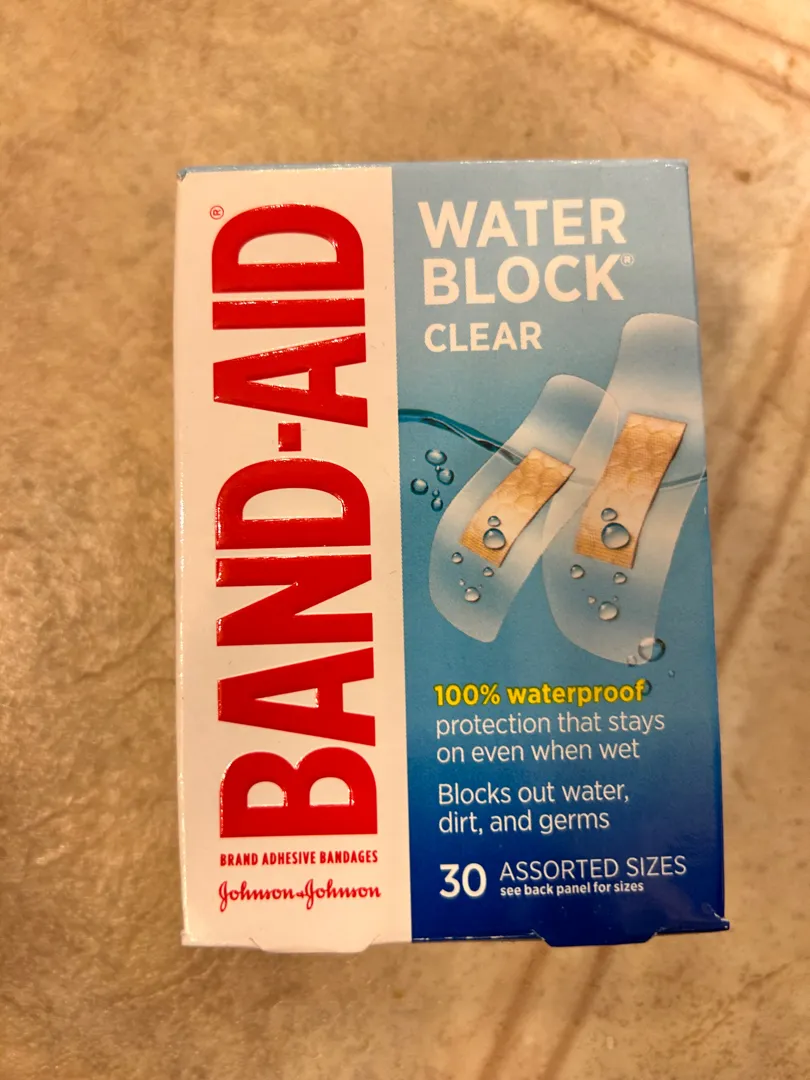 BAND-AID®
BRAND ADHESIVE BANDAGES
Johnson+Johnson
WATER
BLOCK®
CLEAR
100% waterproof
protection that stays
on even when wet
Blocks out water,
dirt, and germs
30 ASSORTED SIZES
see back panel for sizes